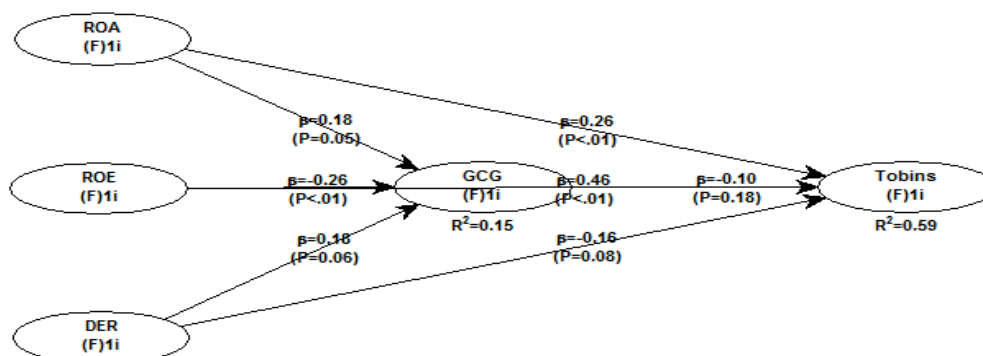 ROA
(F)1i
β=0.18
(P=0.05)
β=0.26
(P<.01)
ROE
(F)1i
β=-0.26
(P<.01)
GCG
(F)1i
R²=0.15
β=0.46
(P<.01)
β=-0.10
(P=0.18)
Tobins
(F)1i
R²=0.59
β=0.18
(P=0.06)
β=-0.16
(P=0.08)
DER
(F)1i